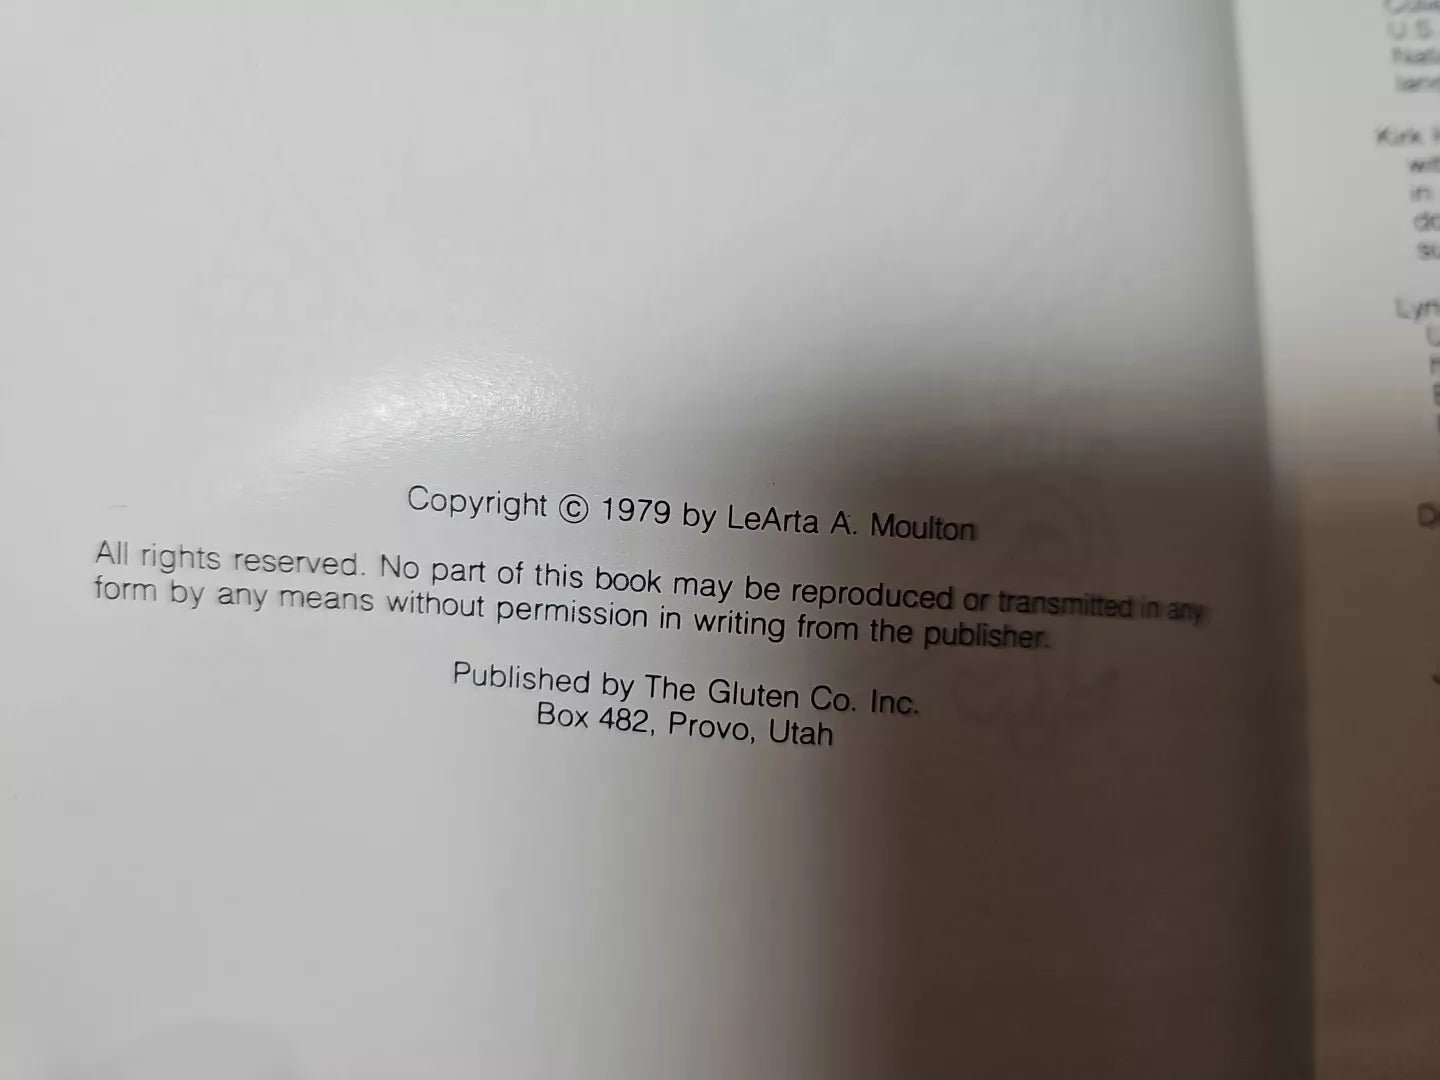 Copyright © 1979 by LeArta A. Moulton
All rights reserved. No part of this book may be reproduced or transmitted in any
form by any means without permission in writing from the publisher.
Published by The Gluten Co. Inc.
Box 482, Provo, Utah
U.S.
Kirk
in